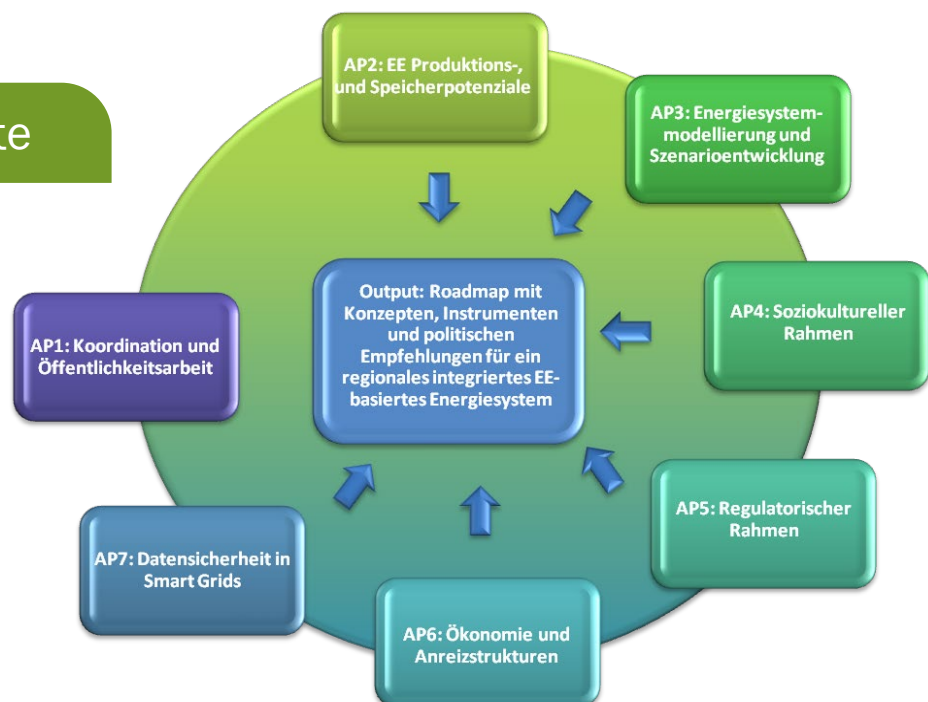 te
AP2: EE Produktions-,
und Speicherpotenziale
AP3: Energiesystem-
modellierung und
Szenarioentwicklung
AP4: Soziokultureller
Rahmen
AP5: Regulatorischer
Rahmen
AP6: Ökonomie und
Anreizstrukturen
AP7: Datensicherheit in
Smart Grids
AP1: Koordination und
Öffentlichkeitsarbeit
Output: Roadmap mit
Konzepten, Instrumenten
und politischen
Empfehlungen für ein
regionales integriertes EE-
basiertes Energiesystem